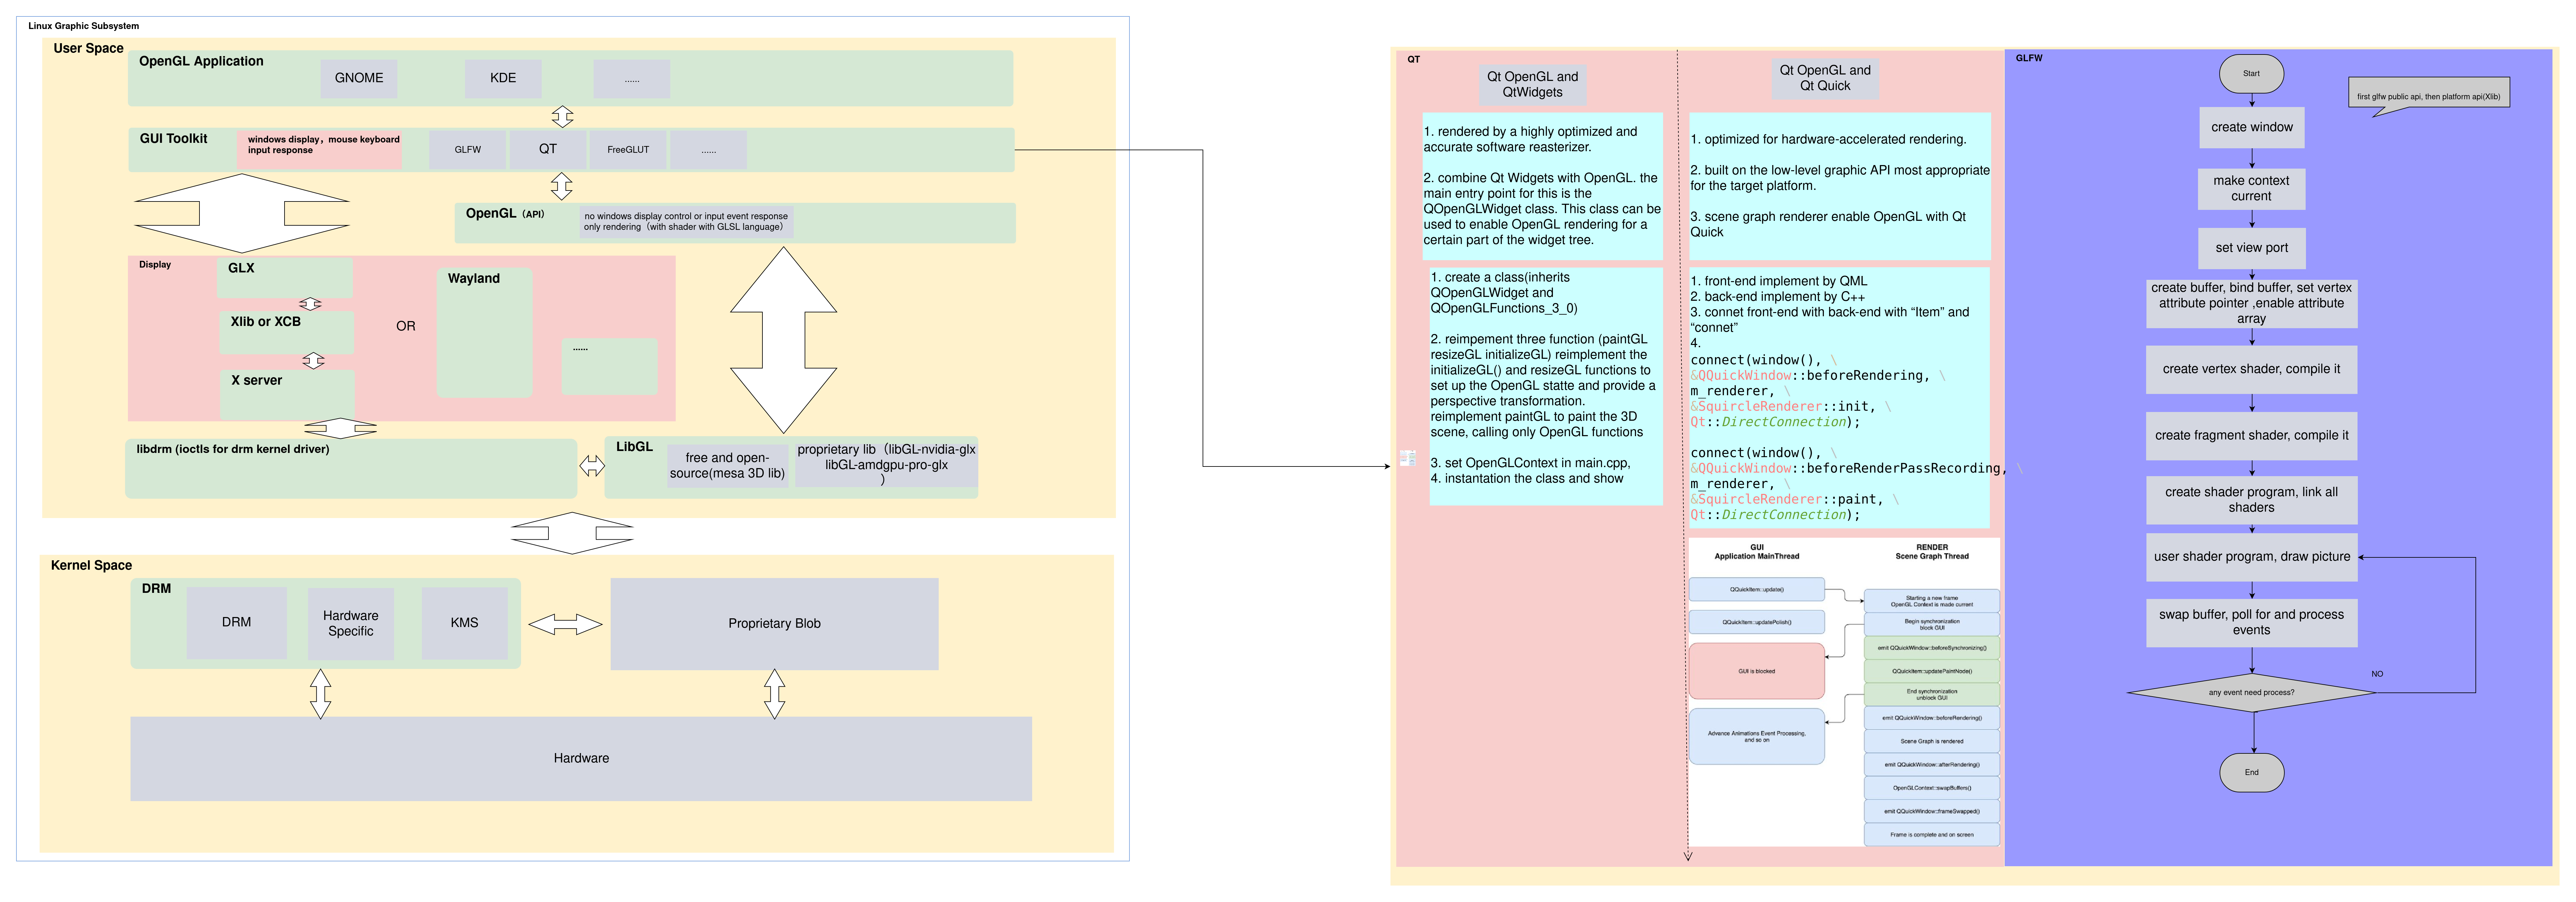 Linux Graphic Subsystem
User Space
OpenGL Application
GNOME
KDE
......
GUI Toolkit
windows display，mouse keyboard
input response
GLFW
QT
FreeGLUT
......
OpenGL（API）
no windows display control or input event response
only rendering（with shader with GLSL language）
Display
GLX
Xlib or XCB
X server
OR
Wayland
......
libdrm (ioctls for drm kernel driver)
LibGL
free and open-
source(mesa 3D lib)
proprietary lib（libGL-nvidia-glx
libGL-amdgpu-pro-glx
）
Kernel Space
DRM
DRM
Hardware
Specific
KMS
Proprietary Blob
Hardware
QT
Qt OpenGL and
QtWidgets
1. rendered by a highly optimized and
accurate software reasterizer.
2. combine Qt Widgets with OpenGL. the
main entry point for this is the
QOpenGLWidget class. This class can be
used to enable OpenGL rendering for a
certain part of the widget tree.
1. create a class(inherits
QOpenGLWidget and
QOpenGLFunctions_3_0)
2. reimpement three function (paintGL
resizeGL initializeGL) reimplement the
initializeGL() and resizeGL functions to
set up the OpenGL statte and provide a
perspective transformation.
reimplement paintGL to paint the 3D
scene, calling only OpenGL functions
3. set OpenGLContext in main.cpp,
4. instantation the class and show
Qt OpenGL and
Qt Quick
1. optimized for hardware-accelerated rendering.
2. built on the low-level graphic API most appropriate
for the target platform.
3. scene graph renderer enable OpenGL with Qt
Quick
1. front-end implement by QML
2. back-end implement by C++
3. connet front-end with back-end with “Item” and
“connet”
4.
connect(window(), \
&QQuickWindow::beforeRendering, \
m_renderer, \
&SquircleRenderer::init, \
Qt::DirectConnection);
connect(window(), \
&QQuickWindow::beforeRenderPassRecording, \
m_renderer, \
&SquircleRenderer::paint, \
Qt::DirectConnection);
GUI
Application MainThread
QQuickItem::update()
QQuickItem::updatePolish()
GUI is blocked
Advance Animations Event Processing,
and so on
RENDER
Scene Graph Thread
Starting a new frame
OpenGL Context is made current
Begin synchronization
block GUI
emit QQuickWindow::beforeSynchronizing()
QQuickItem::updatePaintNode()
End synchronization
unblock GUI
emit QQuickWindow::beforeRendering()
Scene Graph is rendered
emit QQuickWindow::afterRendering()
OpenGLContext::swapBuffers()
emit QQuickWindow::frameSwapped()
Frame is complete and on screen
GLFW
Start
first glfw public api, then platform api(Xlib)
create window
make context
current
set view port
create buffer, bind buffer, set vertex
attribute pointer ,enable attribute
array
create vertex shader, compile it
create fragment shader, compile it
create shader program, link all
shaders
user shader program, draw picture
swap buffer, poll for and process
events
any event need process?
NO
End